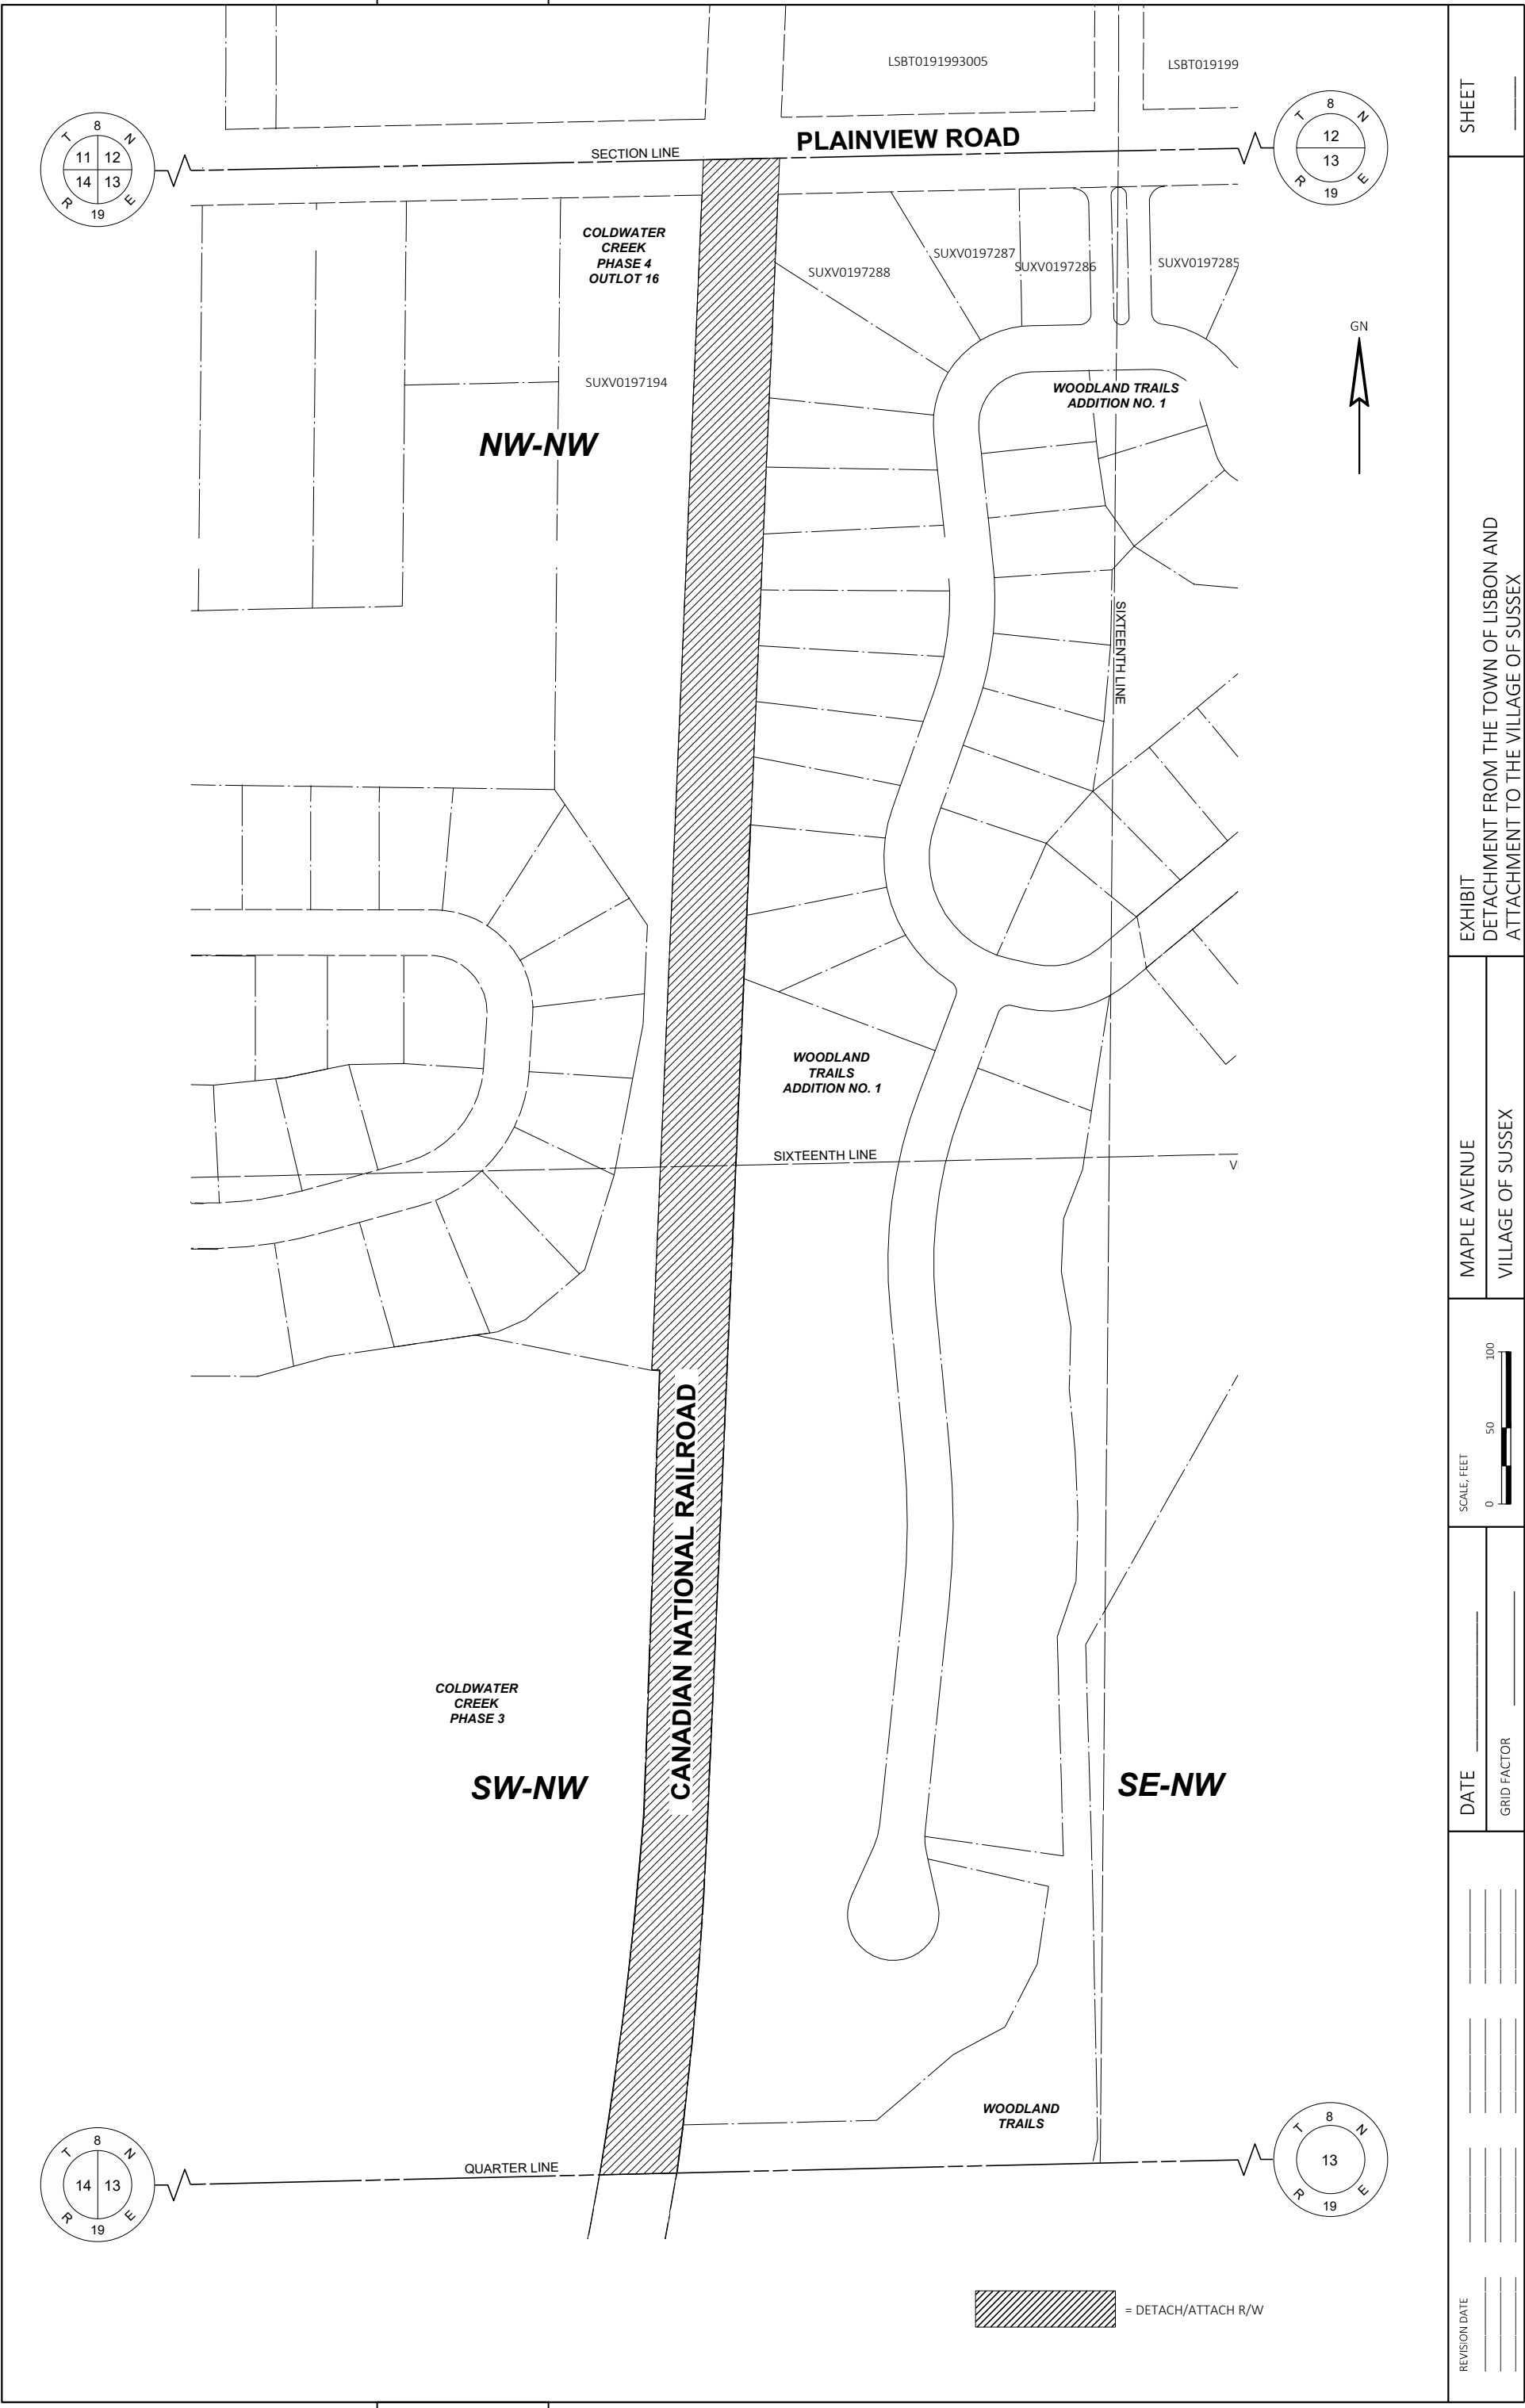 LSBT0191993005
LSBT019199
PLAINVIEW ROAD
SECTION LINE
T 8 N
11 12
14 13
R 19 E
T 8 N
12
13
R 19 E
COLDWATER
CREEK
PHASE 4
OUTLOT 16
SUXV0197288
SUXV0197287
SUXV0197286
SUXV0197285
GN
SUXV0197194
WOODLAND TRAILS
ADDITION NO. 1
NW-NW
SIXTEENTH LINE
WOODLAND
TRAILS
ADDITION NO. 1
SIXTEENTH LINE
V
CANADIAN NATIONAL RAILROAD
COLDWATER
CREEK
PHASE 3
SW-NW
SE-NW
WOODLAND
TRAILS
QUARTER LINE
T 8 N
14 13
R 19 E
T 8 N
13
R 19 E
= DETACH/ATTACH R/W
REVISION DATE
DATE
GRID FACTOR
SCALE, FEET
0 50 100
MAPLE AVENUE
VILLAGE OF SUSSEX
EXHIBIT
DETACHMENT FROM THE TOWN OF LISBON AND
ATTACHMENT TO THE VILLAGE OF SUSSEX
SHEET